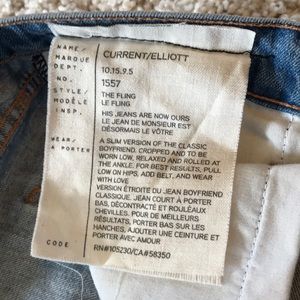 NAME/
MARQUE
DEPT.
NO.
STYLE/
MODÈLE
INSP.
WEAR/
À PORTER
CODE
CURRENT/ELLIOTT
10.15.9.5
1557
THE FLING
LE FLING
HIS JEANS ARE NOW OURS
LE JEAN DE MONSIEUR EST
DÉSORMAIS LE VÔTRE
A SLIM VERSION OF THE CLASSIC
BOYFRIEND. CROPPED AND TO BE
WORN LOW, RELAXED AND ROLLED AT
THE ANKLE. FOR BEST RESULTS, PULL
LOW ON HIPS, ADD BELT, AND WEAR
WITH LOVE
VERSION ÉTROITE DU JEAN BOYFRIEND
CLASSIQUE. JEAN COURT À PORTER
BAS, DÉCONTRACTÉ ET ROULÉAUX
CHEVILLES. POUR DE MEILLEURS
RÉSULTATS, PORTER BAS SUR LES
HANCHES, AJOUTER UNE CEINTURE ET
PORTER AVEC AMOUR
RN#105230/CA#58350